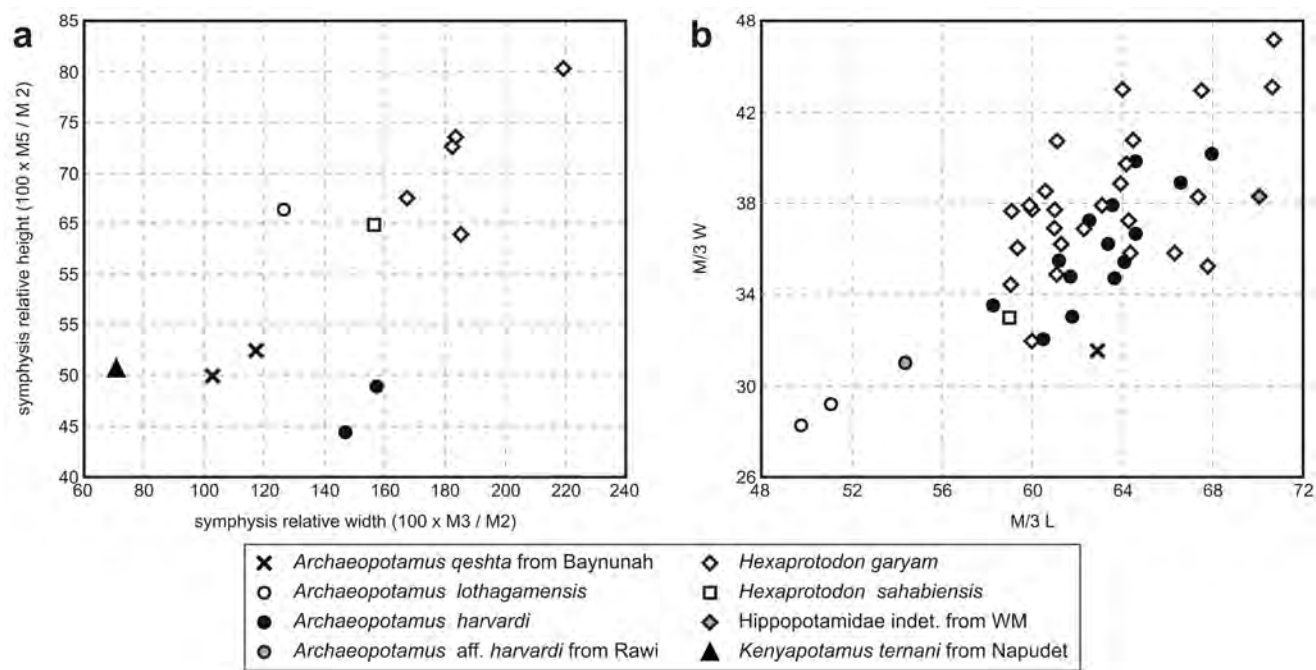 a
85
80
75
70
65
55
55
50
45
40
symphysis relative height (100 x M5 / M 2)
60 80 100 120 140 160 180 200 220 240
symphysis relative width (100 x M3 / M2)
b
48
42
38
34
30
26
M/3 W
48 52 56 60 64 68 72
M/3 L
Archaeopotamus qeshta from Baynunah
Archaeopotamus lothagamensis
Archaeopotamus harvardi
Archaeopotamus aff. harvardi from Rawi
Hexaprotodon garyam
Hexaprotodon sahabiensis
Hippopotamidae indet. from WM
Kenyapotamus ternani from Napudet